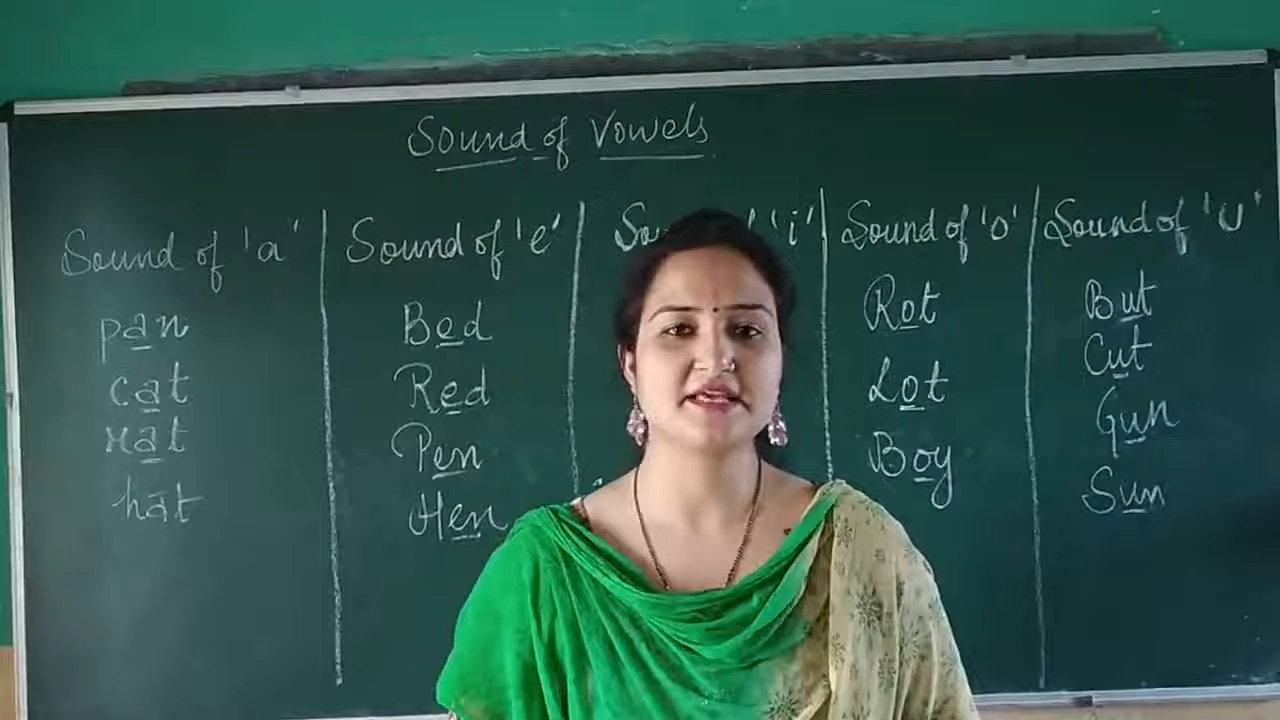 Sound of Vowels
Sound of 'a'
pan
cat
rat
hat
Sound of 'e'
Bed
Red
Pen
Hen
'i'
Sound of 'o'
Rot
Lot
Boy
Sound of 'u'
But
Cut
Gun
Sun